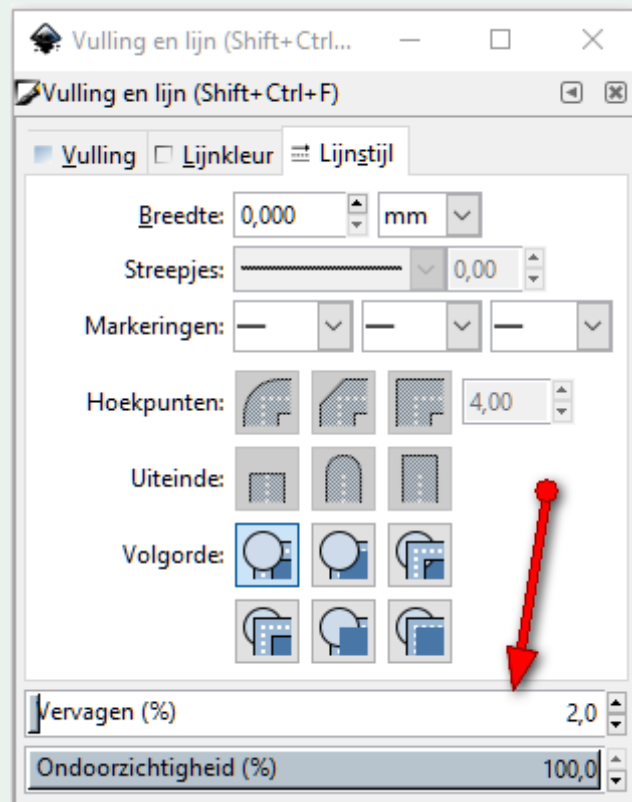 Vulling en lijn (Shift+Ctrl...
Vulling en lijn (Shift+Ctrl+F)
Vulling Lijnkleur Lijnstijl
Breedte: 0,000 mm
Streepjes: 0,00
Markeringen:
Hoekpunten: 4,00
Uiteinde:
Volgorde:
Vervagen (%) 2,0
Ondoorzichtigheid (%) 100,0